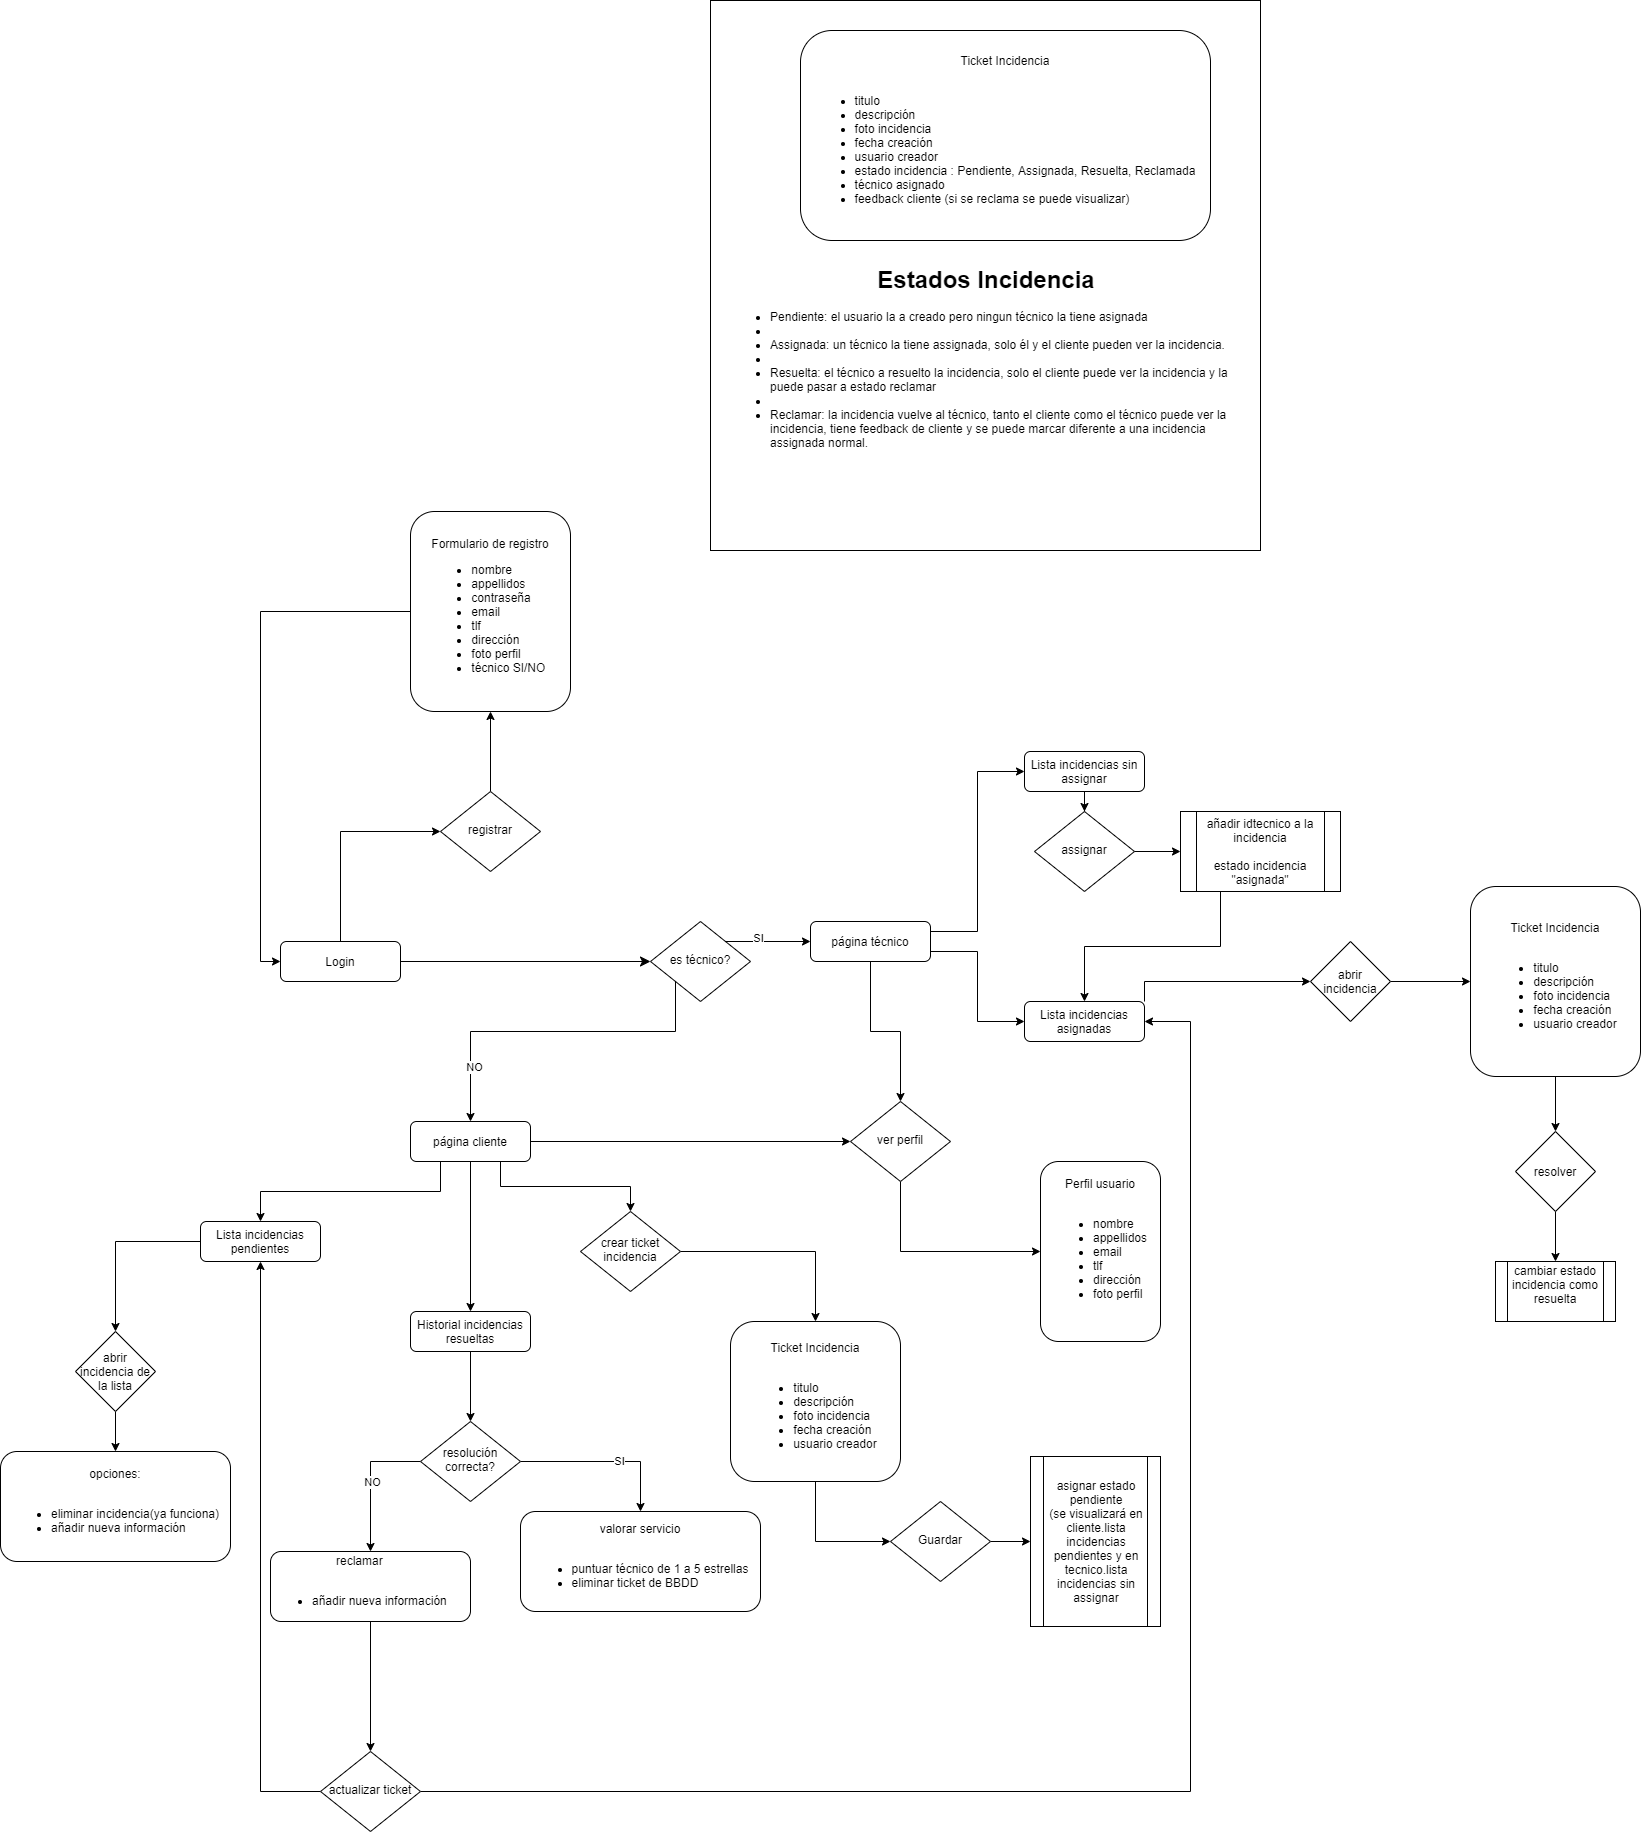 Ticket Incidencia
titulo
descripción
foto incidencia
fecha creación
usuario creador
estado incidencia : Pendiente, Assignada, Resuelta, Reclamada
técnico asignado
feedback cliente (si se reclama se puede visualizar)
Estados Incidencia
Pendiente: el usuario la a creado pero ningun técnico la tiene asignada
Assignada: un técnico la tiene assignada, solo él y el cliente pueden ver la incidencia.
Resuelta: el técnico a resuelto la incidencia, solo el cliente puede ver la incidencia y la
puede pasar a estado reclamar
Reclamar: la incidencia vuelve al técnico, tanto el cliente como el técnico puede ver la
incidencia, tiene feedback de cliente y se puede marcar diferente a una incidencia
assignada normal.
Formulario de registro
nombre
appellidos
contraseña
email
tlf
dirección
foto perfil
técnico SI/NO
registrar
Login
es técnico?
SI
NO
página técnico
Lista incidencias sin
assignar
assignar
añadir idtecnico a la
incidencia
estado incidencia
"asignada"
Lista incidencias
asignadas
abrir
incidencia
Ticket Incidencia
titulo
descripción
foto incidencia
fecha creación
usuario creador
resolver
cambiar estado
incidencia como
resuelta
página cliente
ver perfil
Perfil usuario
nombre
appellidos
email
tlf
dirección
foto perfil
Lista incidencias
pendientes
abrir
incidencia de
la lista
opciones:
eliminar incidencia(ya funciona)
añadir nueva información
Historial incidencias
resueltas
resolución
correcta?
NO
SI
reclamar
añadir nueva información
valorar servicio
puntuar técnico de 1 a 5 estrellas
eliminar ticket de BBDD
crear ticket
incidencia
Ticket Incidencia
titulo
descripción
foto incidencia
fecha creación
usuario creador
Guardar
asignar estado
pendiente
(se visualizará en
cliente.lista
incidencias
pendientes y en
tecnico.lista
incidencias sin
assignar
actualizar ticket